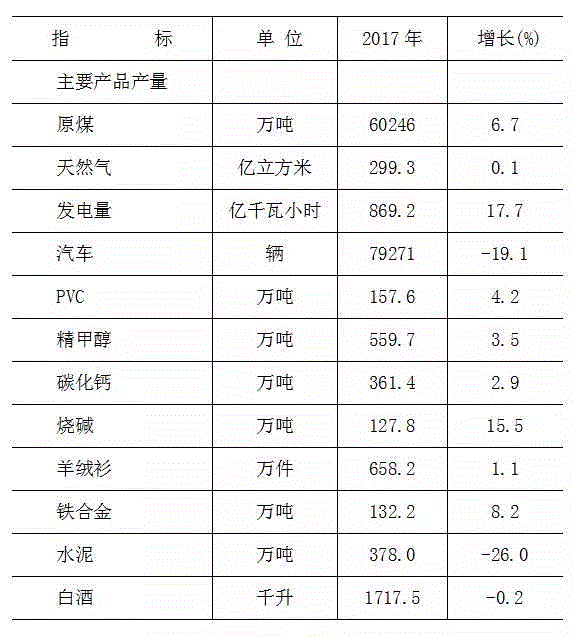 指 标 单 位 2017年 增长(%)
主要产品产量
原煤 万吨 60246 6.7
天然气 亿立方米 299.3 0.1
发电量 亿千瓦小时 869.2 17.7
汽车 辆 79271 -19.1
PVC 万吨 157.6 4.2
精甲醇 万吨 559.7 3.5
碳化钙 万吨 361.4 2.9
烧碱 万吨 127.8 15.5
羊绒衫 万件 658.2 1.1
铁合金 万吨 132.2 8.2
水泥 万吨 378.0 -26.0
白酒 千升 1717.5 -0.2